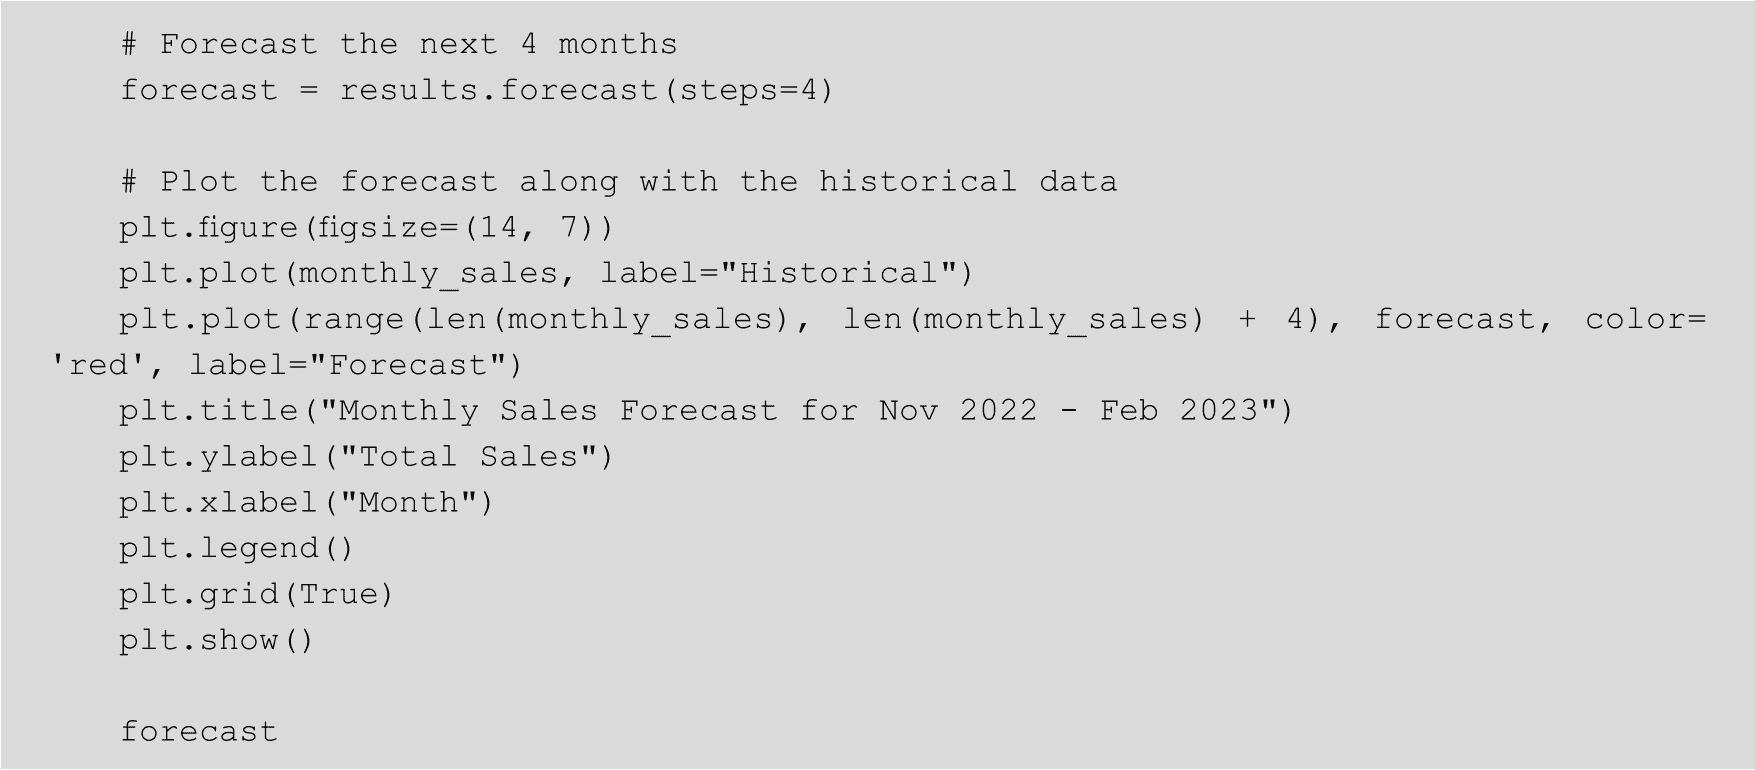 # Forecast the next 4 months
forecast = results.forecast(steps=4)
# Plot the forecast along with the historical data
plt.figure(figsize=(14, 7))
plt.plot(monthly_sales, label="Historical")
plt.plot(range(len(monthly_sales), len(monthly_sales) + 4), forecast, color=
'red', label="Forecast")
plt.title("Monthly Sales Forecast for Nov 2022 - Feb 2023")
plt.ylabel("Total Sales")
plt.xlabel("Month")
plt.legend()
plt.grid(True)
plt.show()
forecast